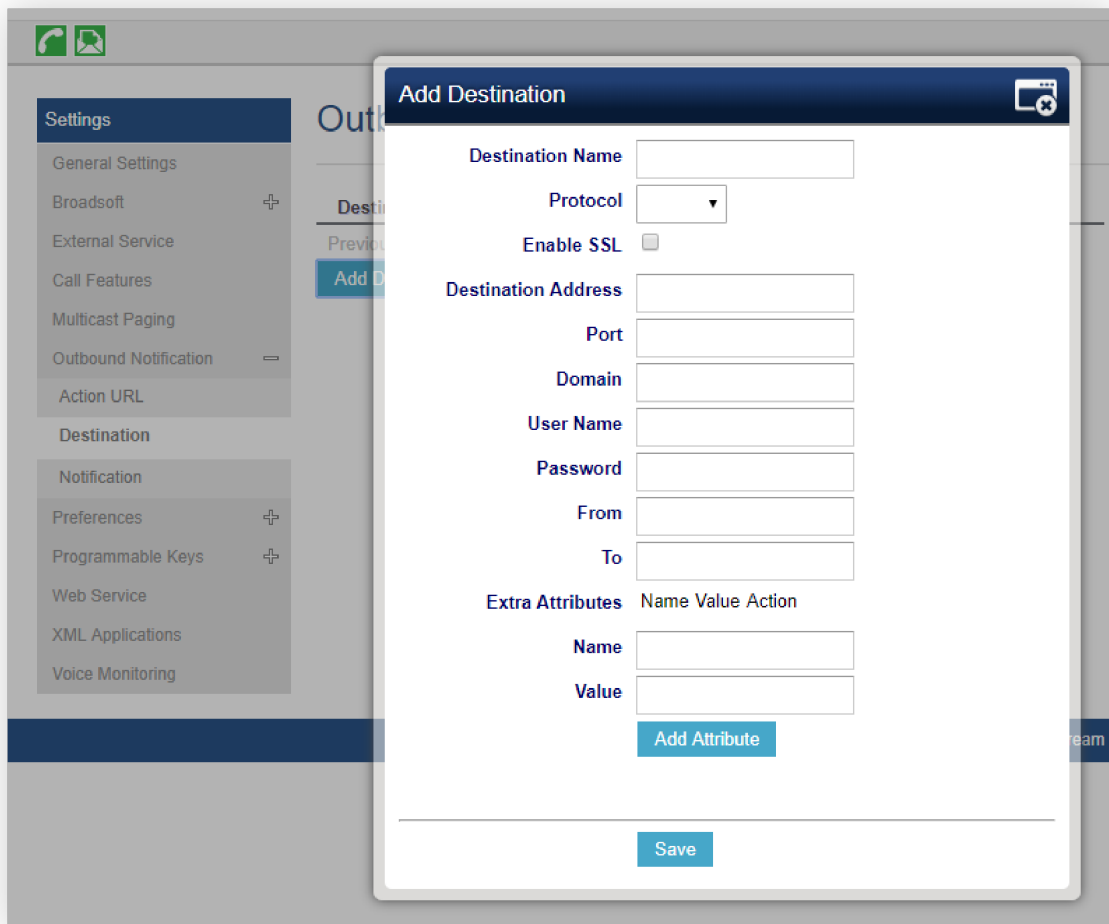 Settings
General Settings
Broadsoft
External Service
Call Features
Multicast Paging
Outbound Notification
Action URL
Destination
Notification
Preferences
Programmable Keys
Web Service
XML Applications
Voice Monitoring
Add Destination
Destination Name
Protocol
Enable SSL
Destination Address
Port
Domain
User Name
Password
From
To
Extra Attributes Name Value Action
Name
Value
Add Attribute
Save